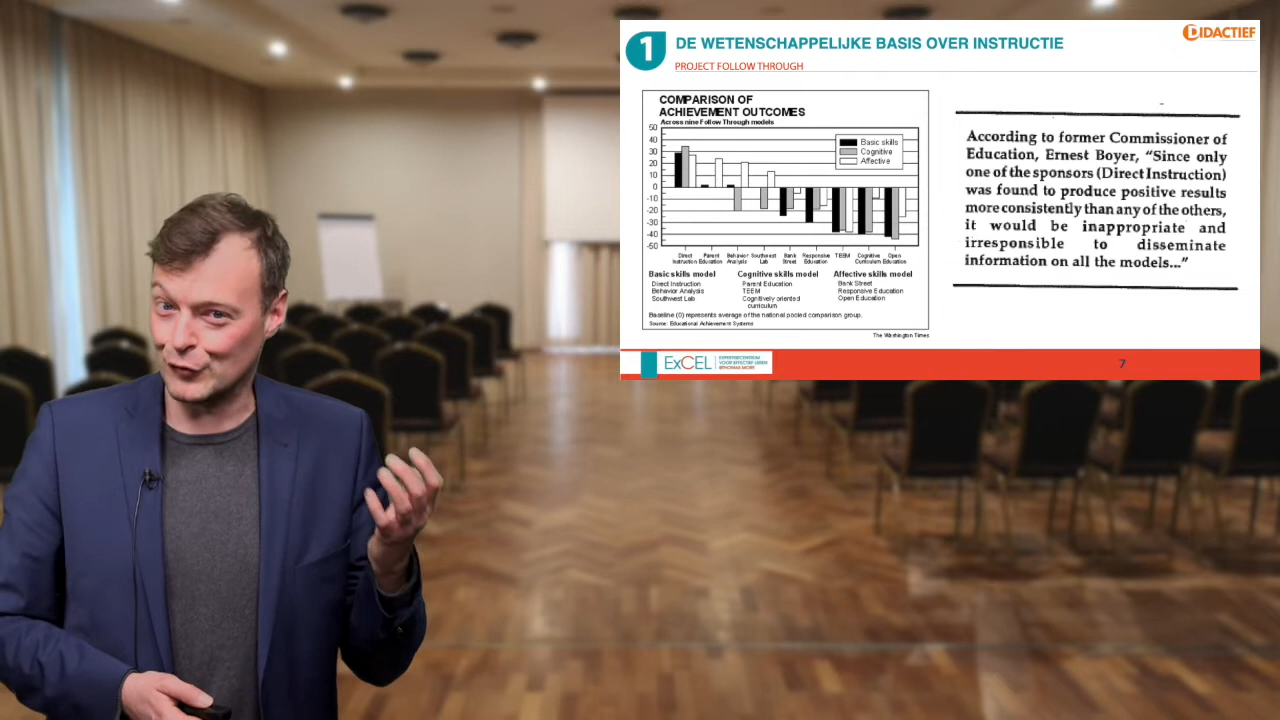 1
DE WETENSCHAPPELIJKE BASIS OVER INSTRUCTIE
PROJECT FOLLOW THROUGH
DIDACTIEF
COMPARISON OF
ACHIEVEMENT OUTCOMES
Across nine Follow Through models
50
40
30
20
10
0
-10
-20
-30
-40
-50
Basic skills
Cognitive
Affective
Direct Instruction
Parent Education
Behavior Analysis
Southwest Lab
Bank Street
Responsive Education
TEEM
Cognitive Curriculum
Open Education
Basic skills model
Direct Instruction
Behavior Analysis
Southwest Lab
Cognitive skills model
Parent Education
TEEM
Cognitively oriented
curriculum
Affective skills model
Bank Street
Responsive Education
Open Education
Baseline (0) represents average of the national pooled comparison group.
Source: Educational Achievement Systems
The Washington Times
According to former Commissioner of
Education, Ernest Boyer, “Since only
one of the sponsors (Direct Instruction)
was found to produce positive results
more consistently than any of the others,
it would be inappropriate and
irresponsible to disseminate
information on all the models...”
ExCEL
EXPERTISECENTRUM
VOOR EFFECTIEF LEREN
@THOMAS MORE
7